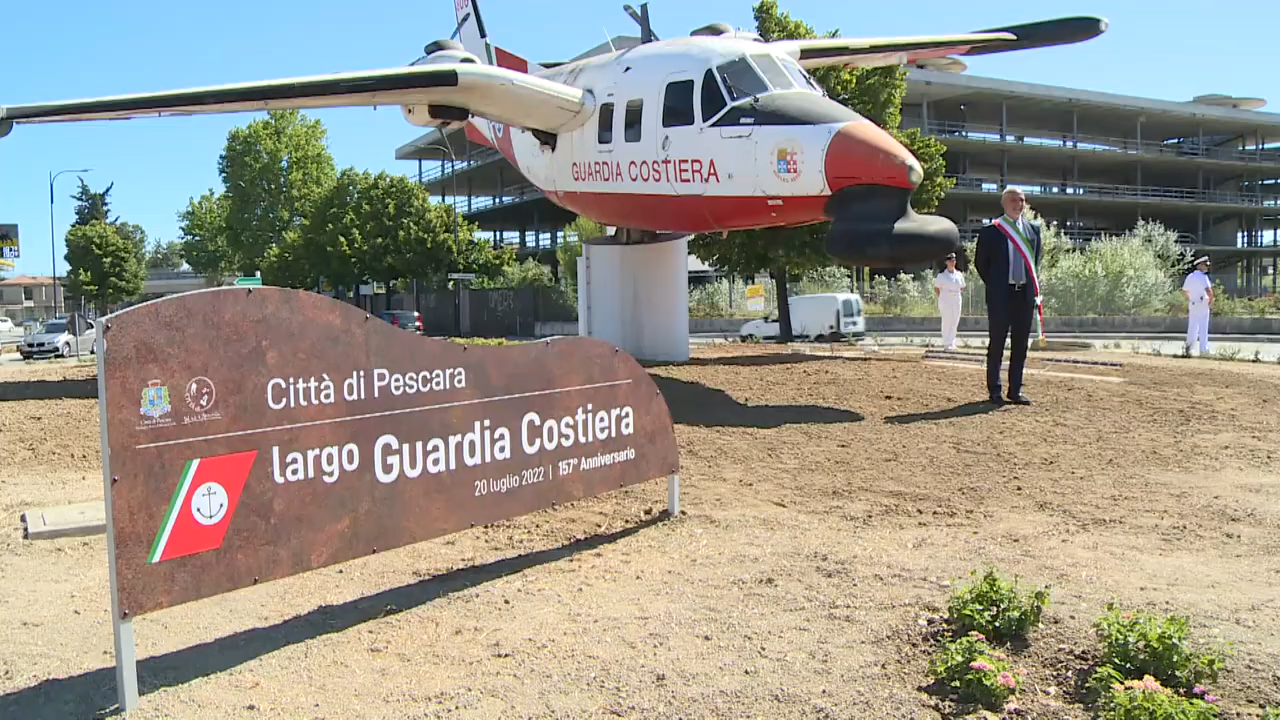 GUARDIA COSTIERA
Città di Pescara
largo Guardia Costiera
20 luglio 2022 | 157° Anniversario